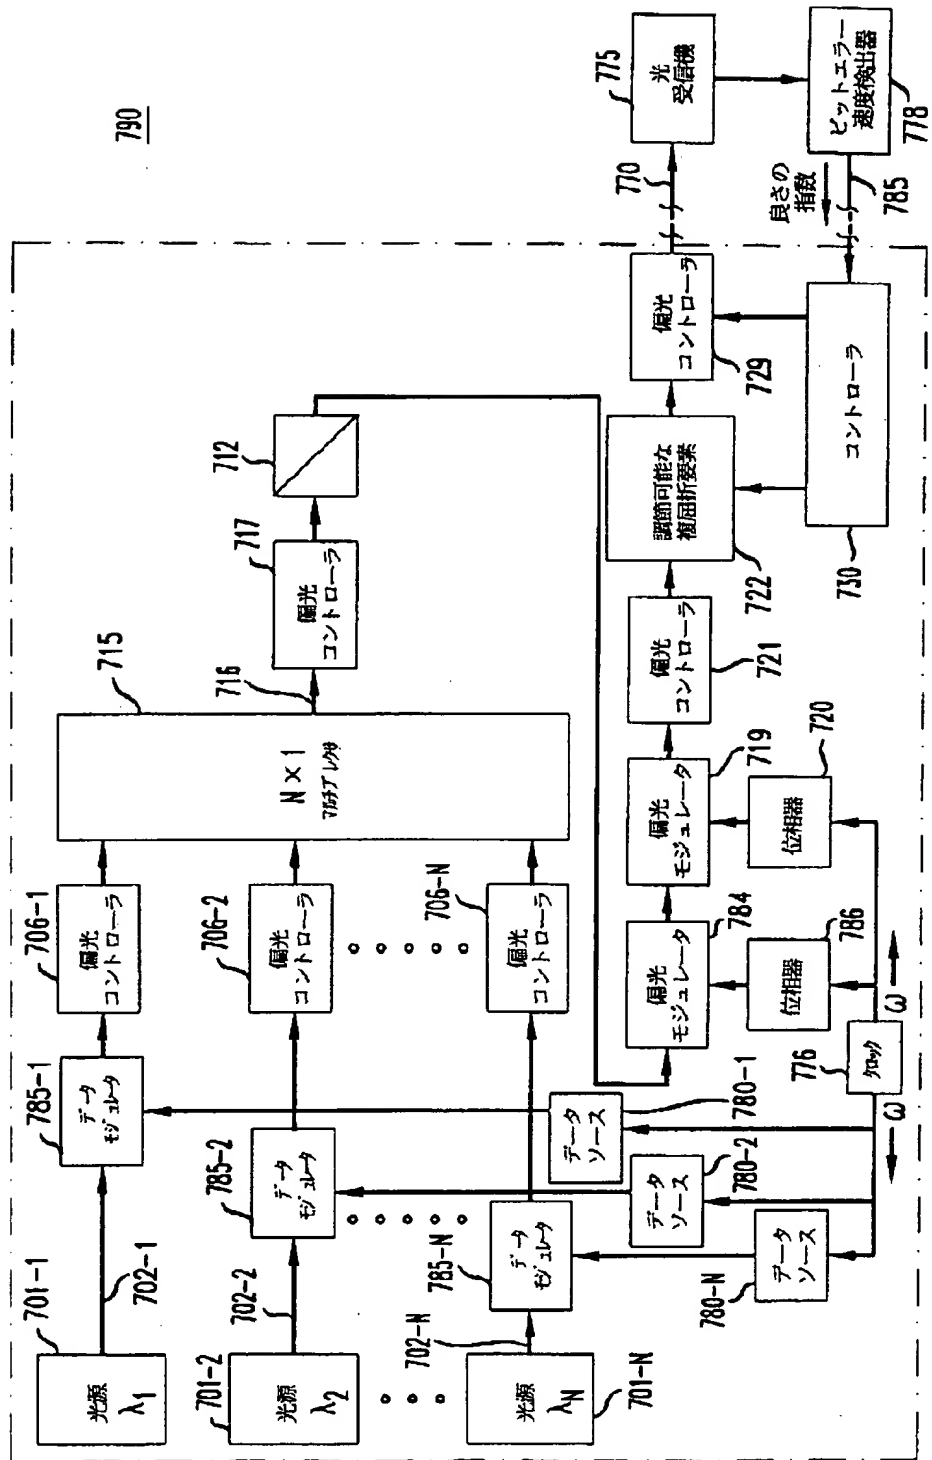 790
701-1
光源
λ1
702-1
785-1
データ
モジュレータ
706-1
偏光
コントローラ
701-2
光源
λ2
702-2
785-2
データ
モジュレータ
706-2
偏光
コントローラ
701-N
光源
λN
702-N
785-N
データ
モジュレータ
706-N
偏光
コントローラ
715
N×1
マルチプレクサ
716
717
偏光
コントローラ
712
780-1
データ
ソース
780-2
データ
ソース
780-N
データ
ソース
776
クロック
ω
ω
784
偏光
モジュレータ
786
位相器
719
偏光
モジュレータ
720
位相器
721
偏光
コントローラ
722
調節可能な
複屈折要素
729
偏光
コントローラ
730
コントローラ
770
775
光
受信機
778
ビットエラー
速度検出器
良さの
指数
785